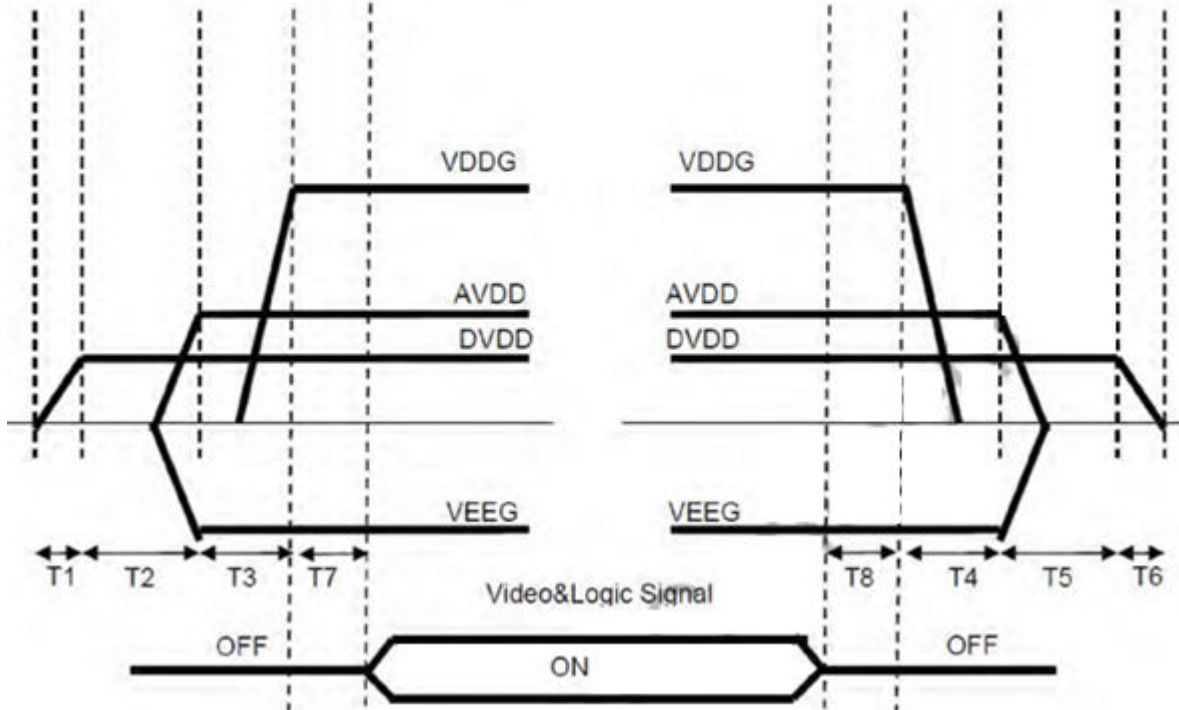 VDDG VDDG
AVDD AVDD
DVDD DVDD
VEEG VEEG
T1 T2 T3 T7 T8 T4 T5 T6
Video&Logic Signal
OFF ON OFF